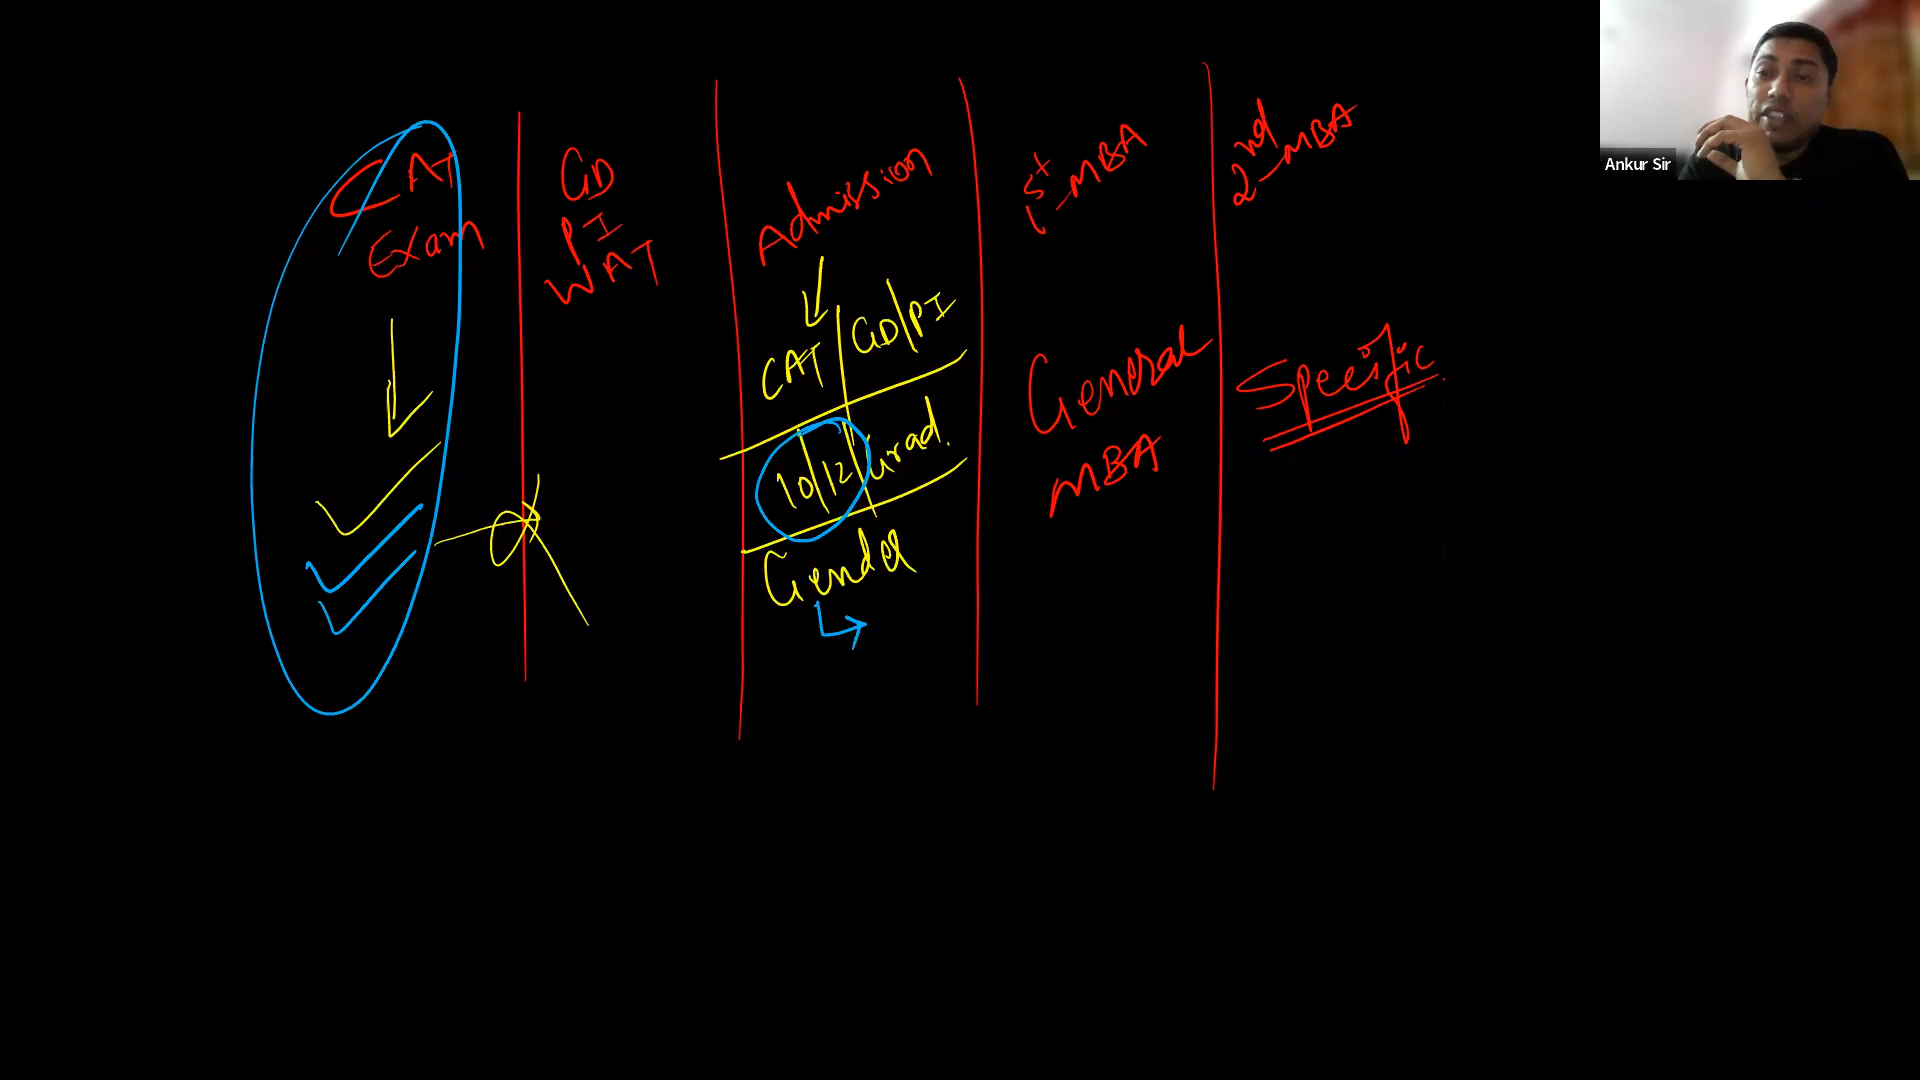 CAT
Exam
GD
PI
WAT
Admission
CAT GD/PI
10/12/Grad.
Gender
1st MBA
General
MBA
2nd MBA
Specific
Ankur Sir